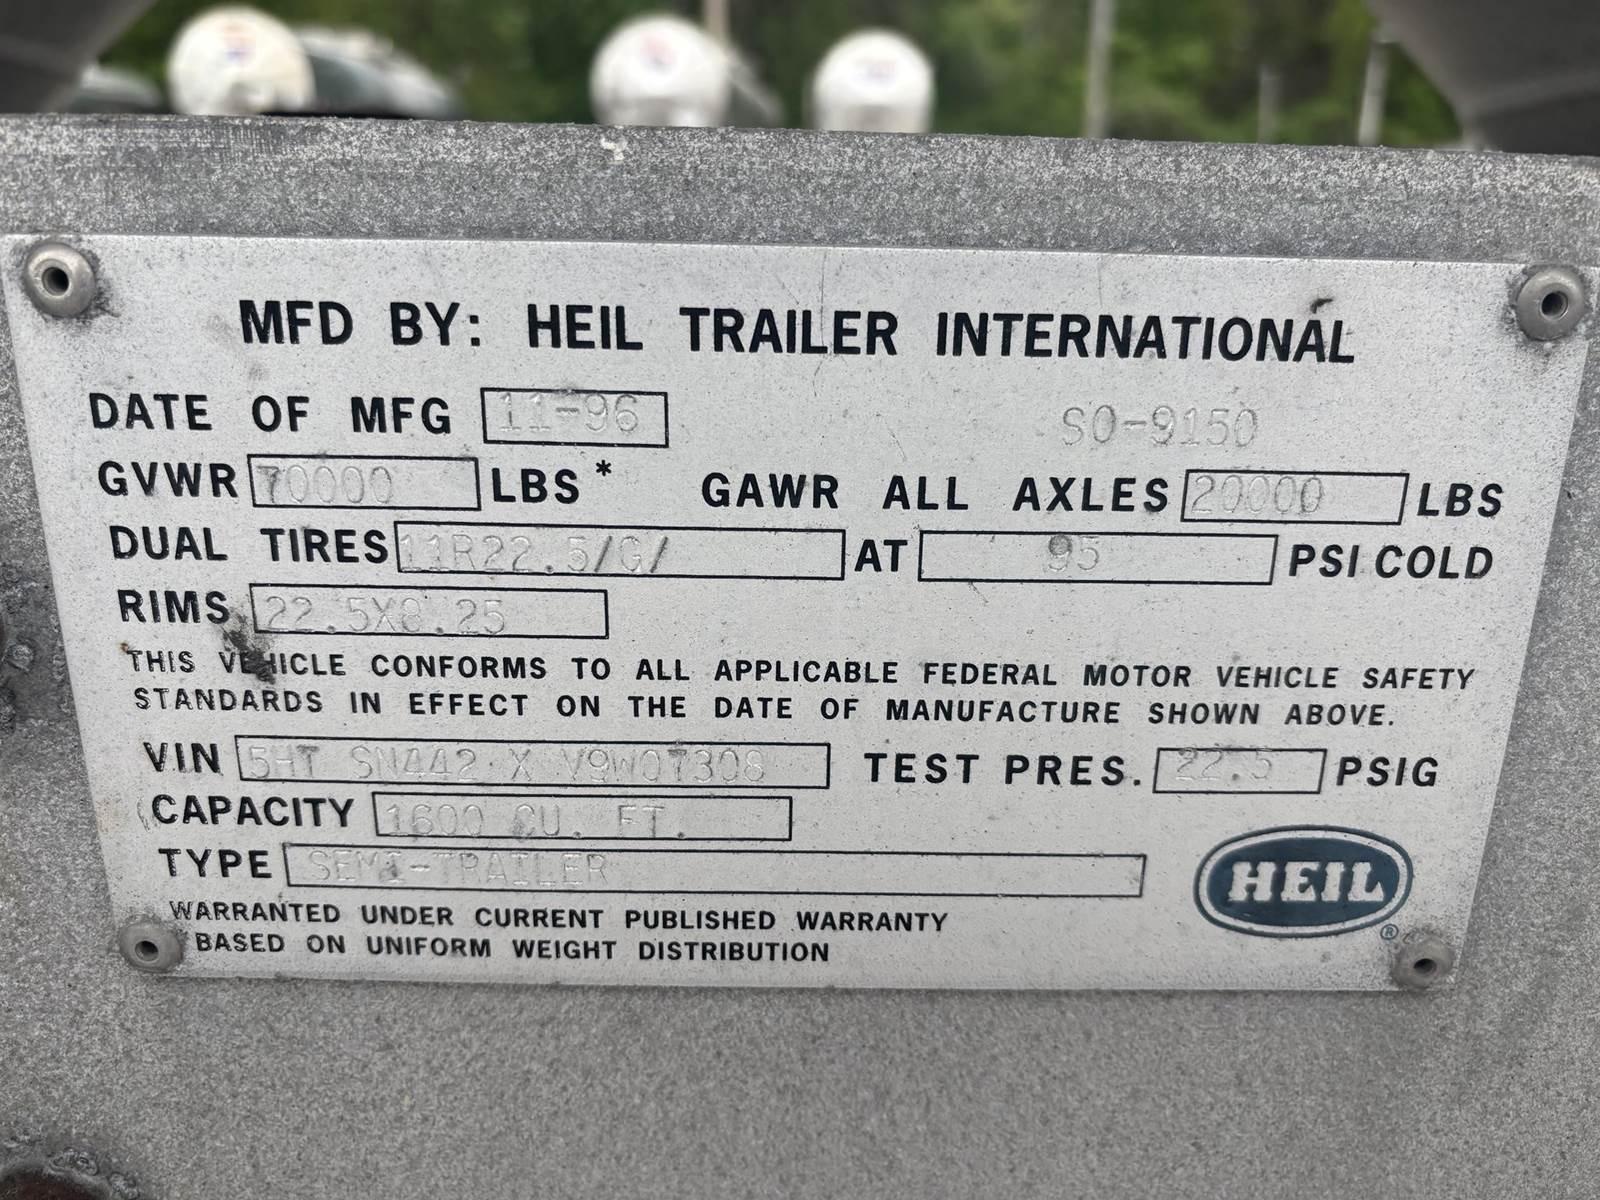 MFD BY: HEIL TRAILER INTERNATIONAL
DATE OF MFG 11-96 SO-9150
GVWR 70000 LBS* GAWR ALL AXLES 20000 LBS
DUAL TIRES 11R22.5/G/ AT 95 PSI COLD
RIMS 22.5X8.25
THIS VEHICLE CONFORMS TO ALL APPLICABLE FEDERAL MOTOR VEHICLE SAFETY
STANDARDS IN EFFECT ON THE DATE OF MANUFACTURE SHOWN ABOVE.
VIN 5HT SN442 X V9W07308 TEST PRES. 22.5 PSIG
CAPACITY 1600 CU. FT.
TYPE SEMI-TRAILER
HEIL ®
WARRANTED UNDER CURRENT PUBLISHED WARRANTY
*BASED ON UNIFORM WEIGHT DISTRIBUTION